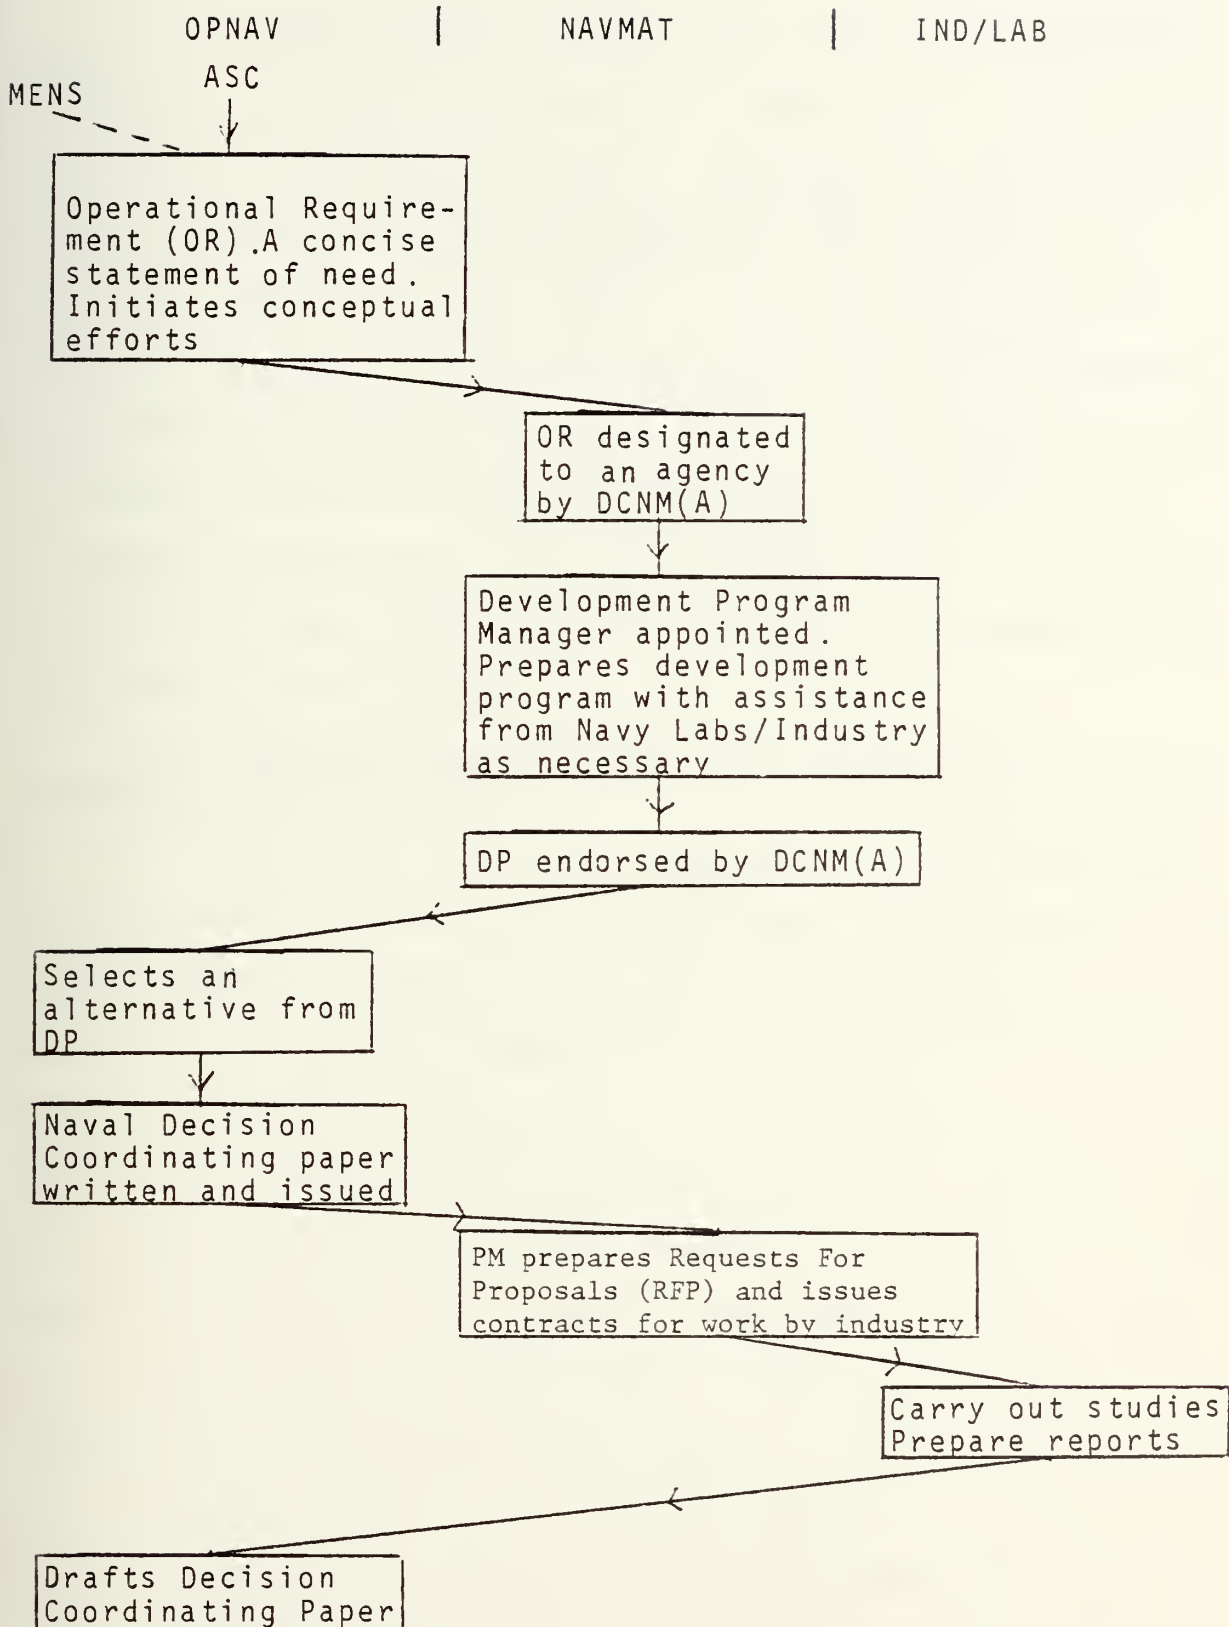 OPNAV | NAVMAT | IND/LAB
ASC
MENS
Operational Require-
ment (OR).A concise
statement of need.
Initiates conceptual
efforts
OR designated
to an agency
by DCNM(A)
Development Program
Manager appointed.
Prepares development
program with assistance
from Navy Labs/Industry
as necessary
DP endorsed by DCNM(A)
Selects an
alternative from
DP
Naval Decision
Coordinating paper
written and issued
PM prepares Requests For
Proposals (RFP) and issues
contracts for work by industry
Carry out studies
Prepare reports
Drafts Decision
Coordinating Paper